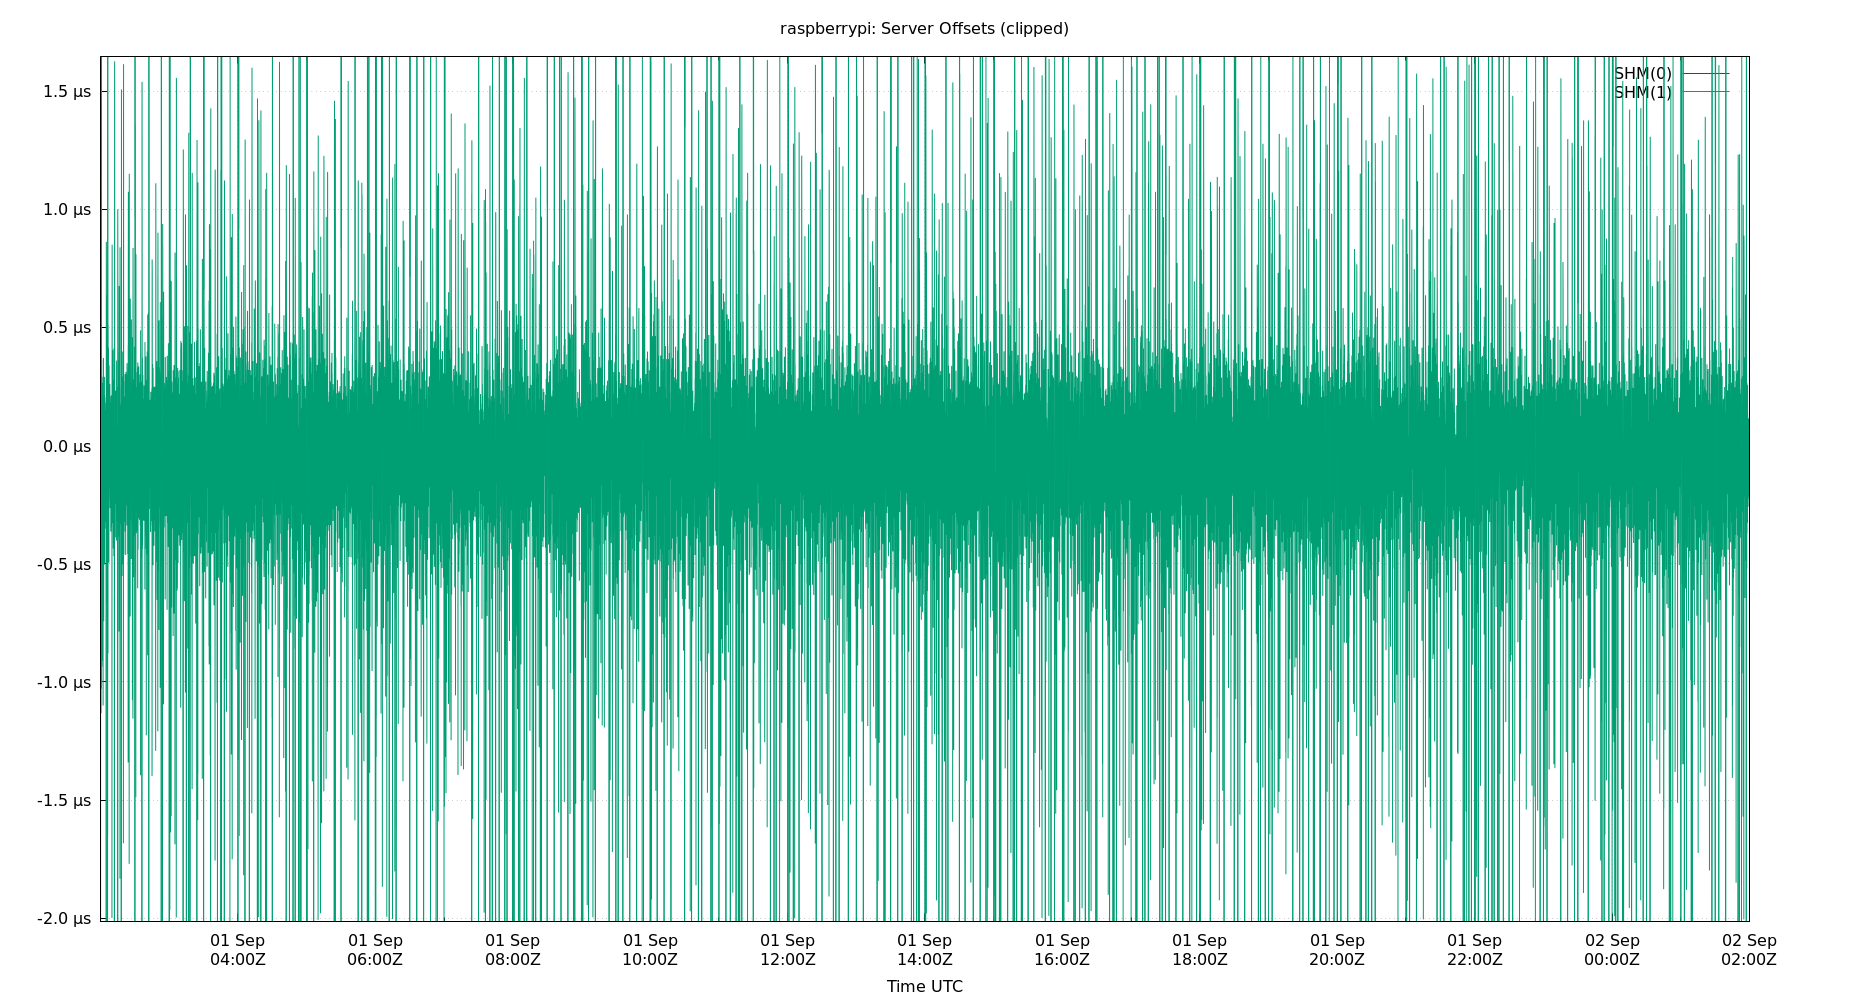 raspberrypi: Server Offsets (clipped)
SHM(0)
SHM(1)
1.5 µs
1.0 µs
0.5 µs
0.0 µs
-0.5 µs
-1.0 µs
-1.5 µs
-2.0 µs
01 Sep 01 Sep 01 Sep 01 Sep 01 Sep 01 Sep 01 Sep 01 Sep 01 Sep 01 Sep 02 Sep 02 Sep
04:00Z 06:00Z 08:00Z 10:00Z 12:00Z 14:00Z 16:00Z 18:00Z 20:00Z 22:00Z 00:00Z 02:00Z
Time UTC